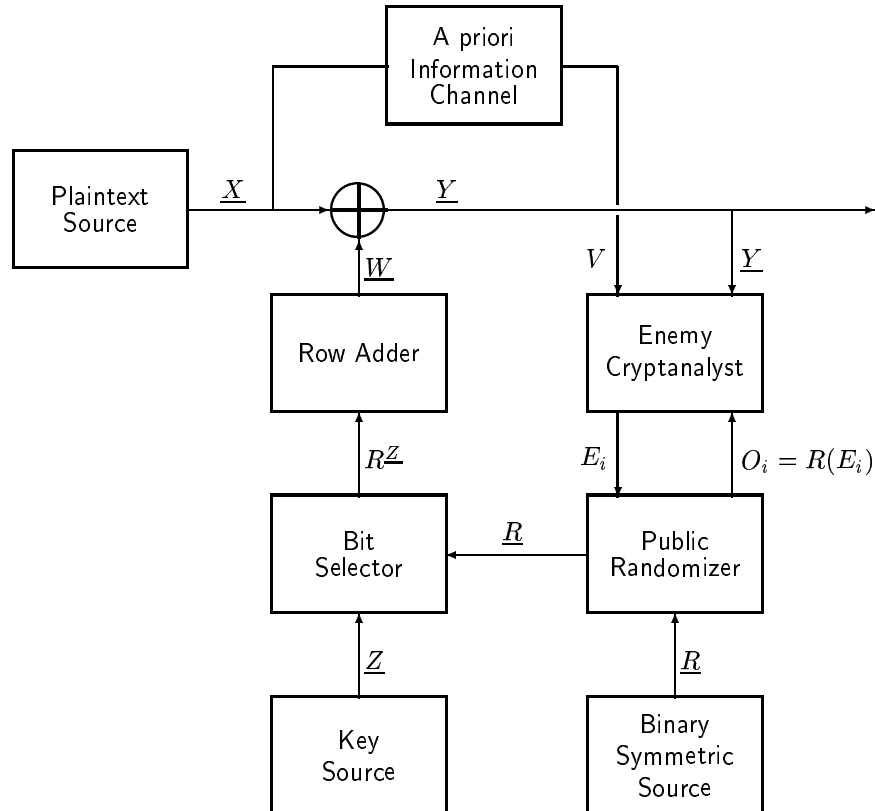 A priori
Information
Channel
Plaintext
Source
X
Y
W
V
Y
Row Adder
Enemy
Cryptanalyst
R^Z
E_i
O_i = R(E_i)
Bit
Selector
R
Public
Randomizer
Z
R
Key
Source
Binary
Symmetric
Source